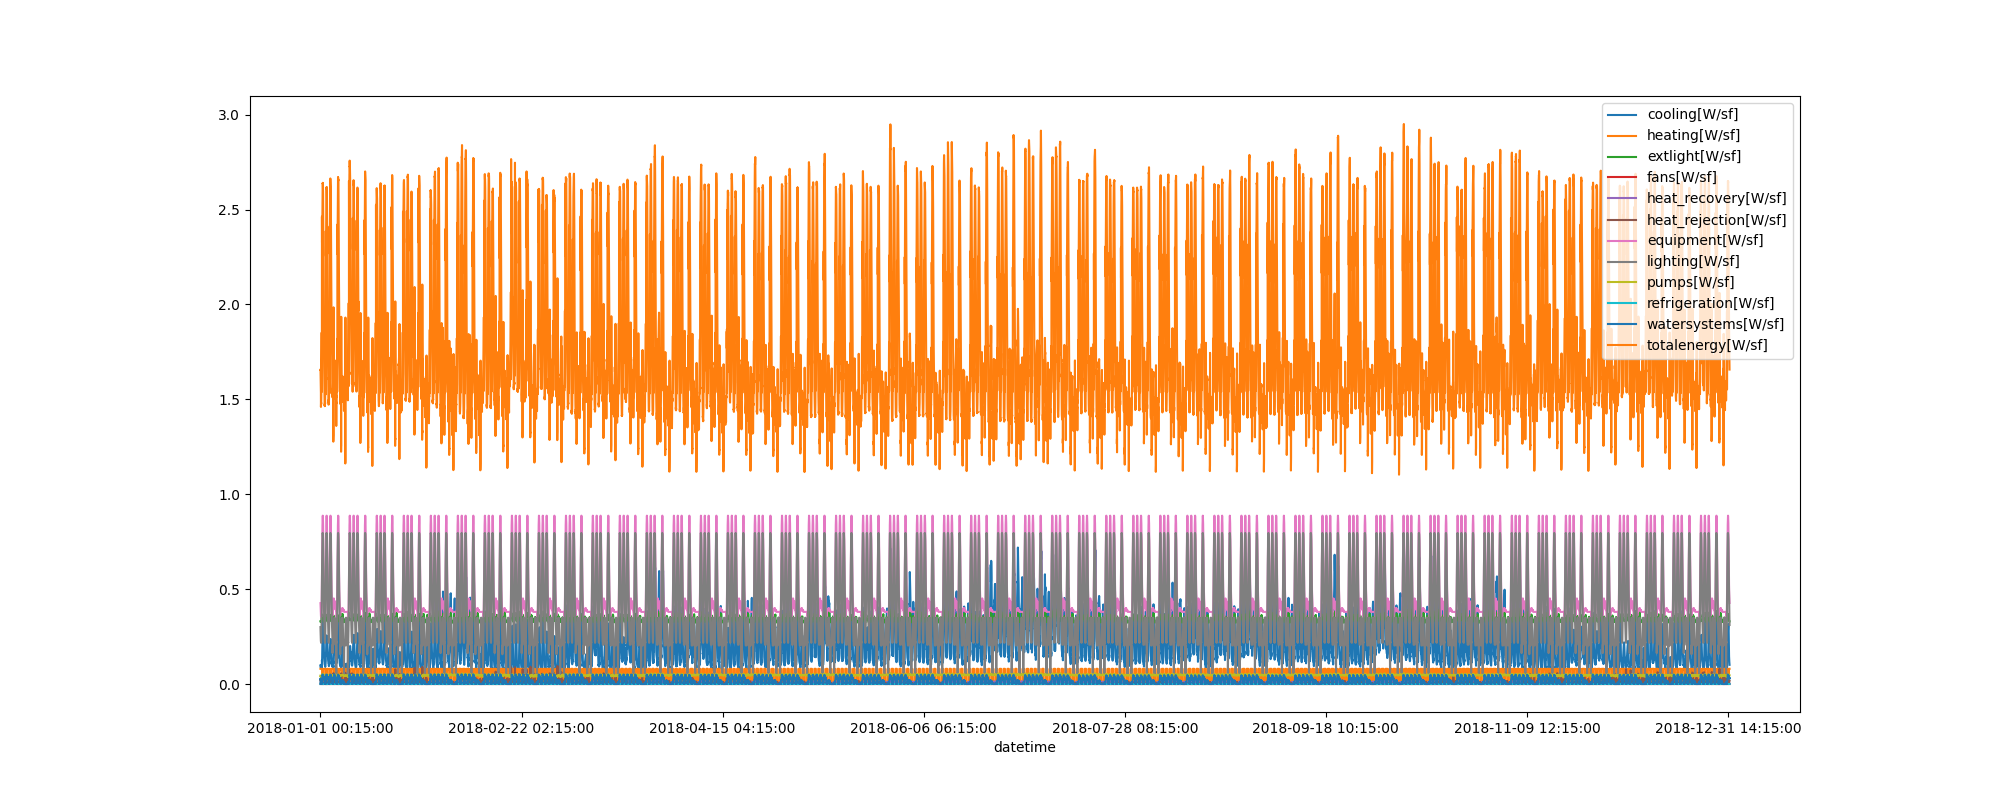 3.0
2.5
2.0
1.5
1.0
0.5
0.0
cooling[W/sf]
heating[W/sf]
extlight[W/sf]
fans[W/sf]
heat_recovery[W/sf]
heat_rejection[W/sf]
equipment[W/sf]
lighting[W/sf]
pumps[W/sf]
refrigeration[W/sf]
watersystems[W/sf]
totalenergy[W/sf]
2018-01-01 00:15:00 2018-02-22 02:15:00 2018-04-15 04:15:00 2018-06-06 06:15:00 2018-07-28 08:15:00 2018-09-18 10:15:00 2018-11-09 12:15:00 2018-12-31 14:15:00
datetime